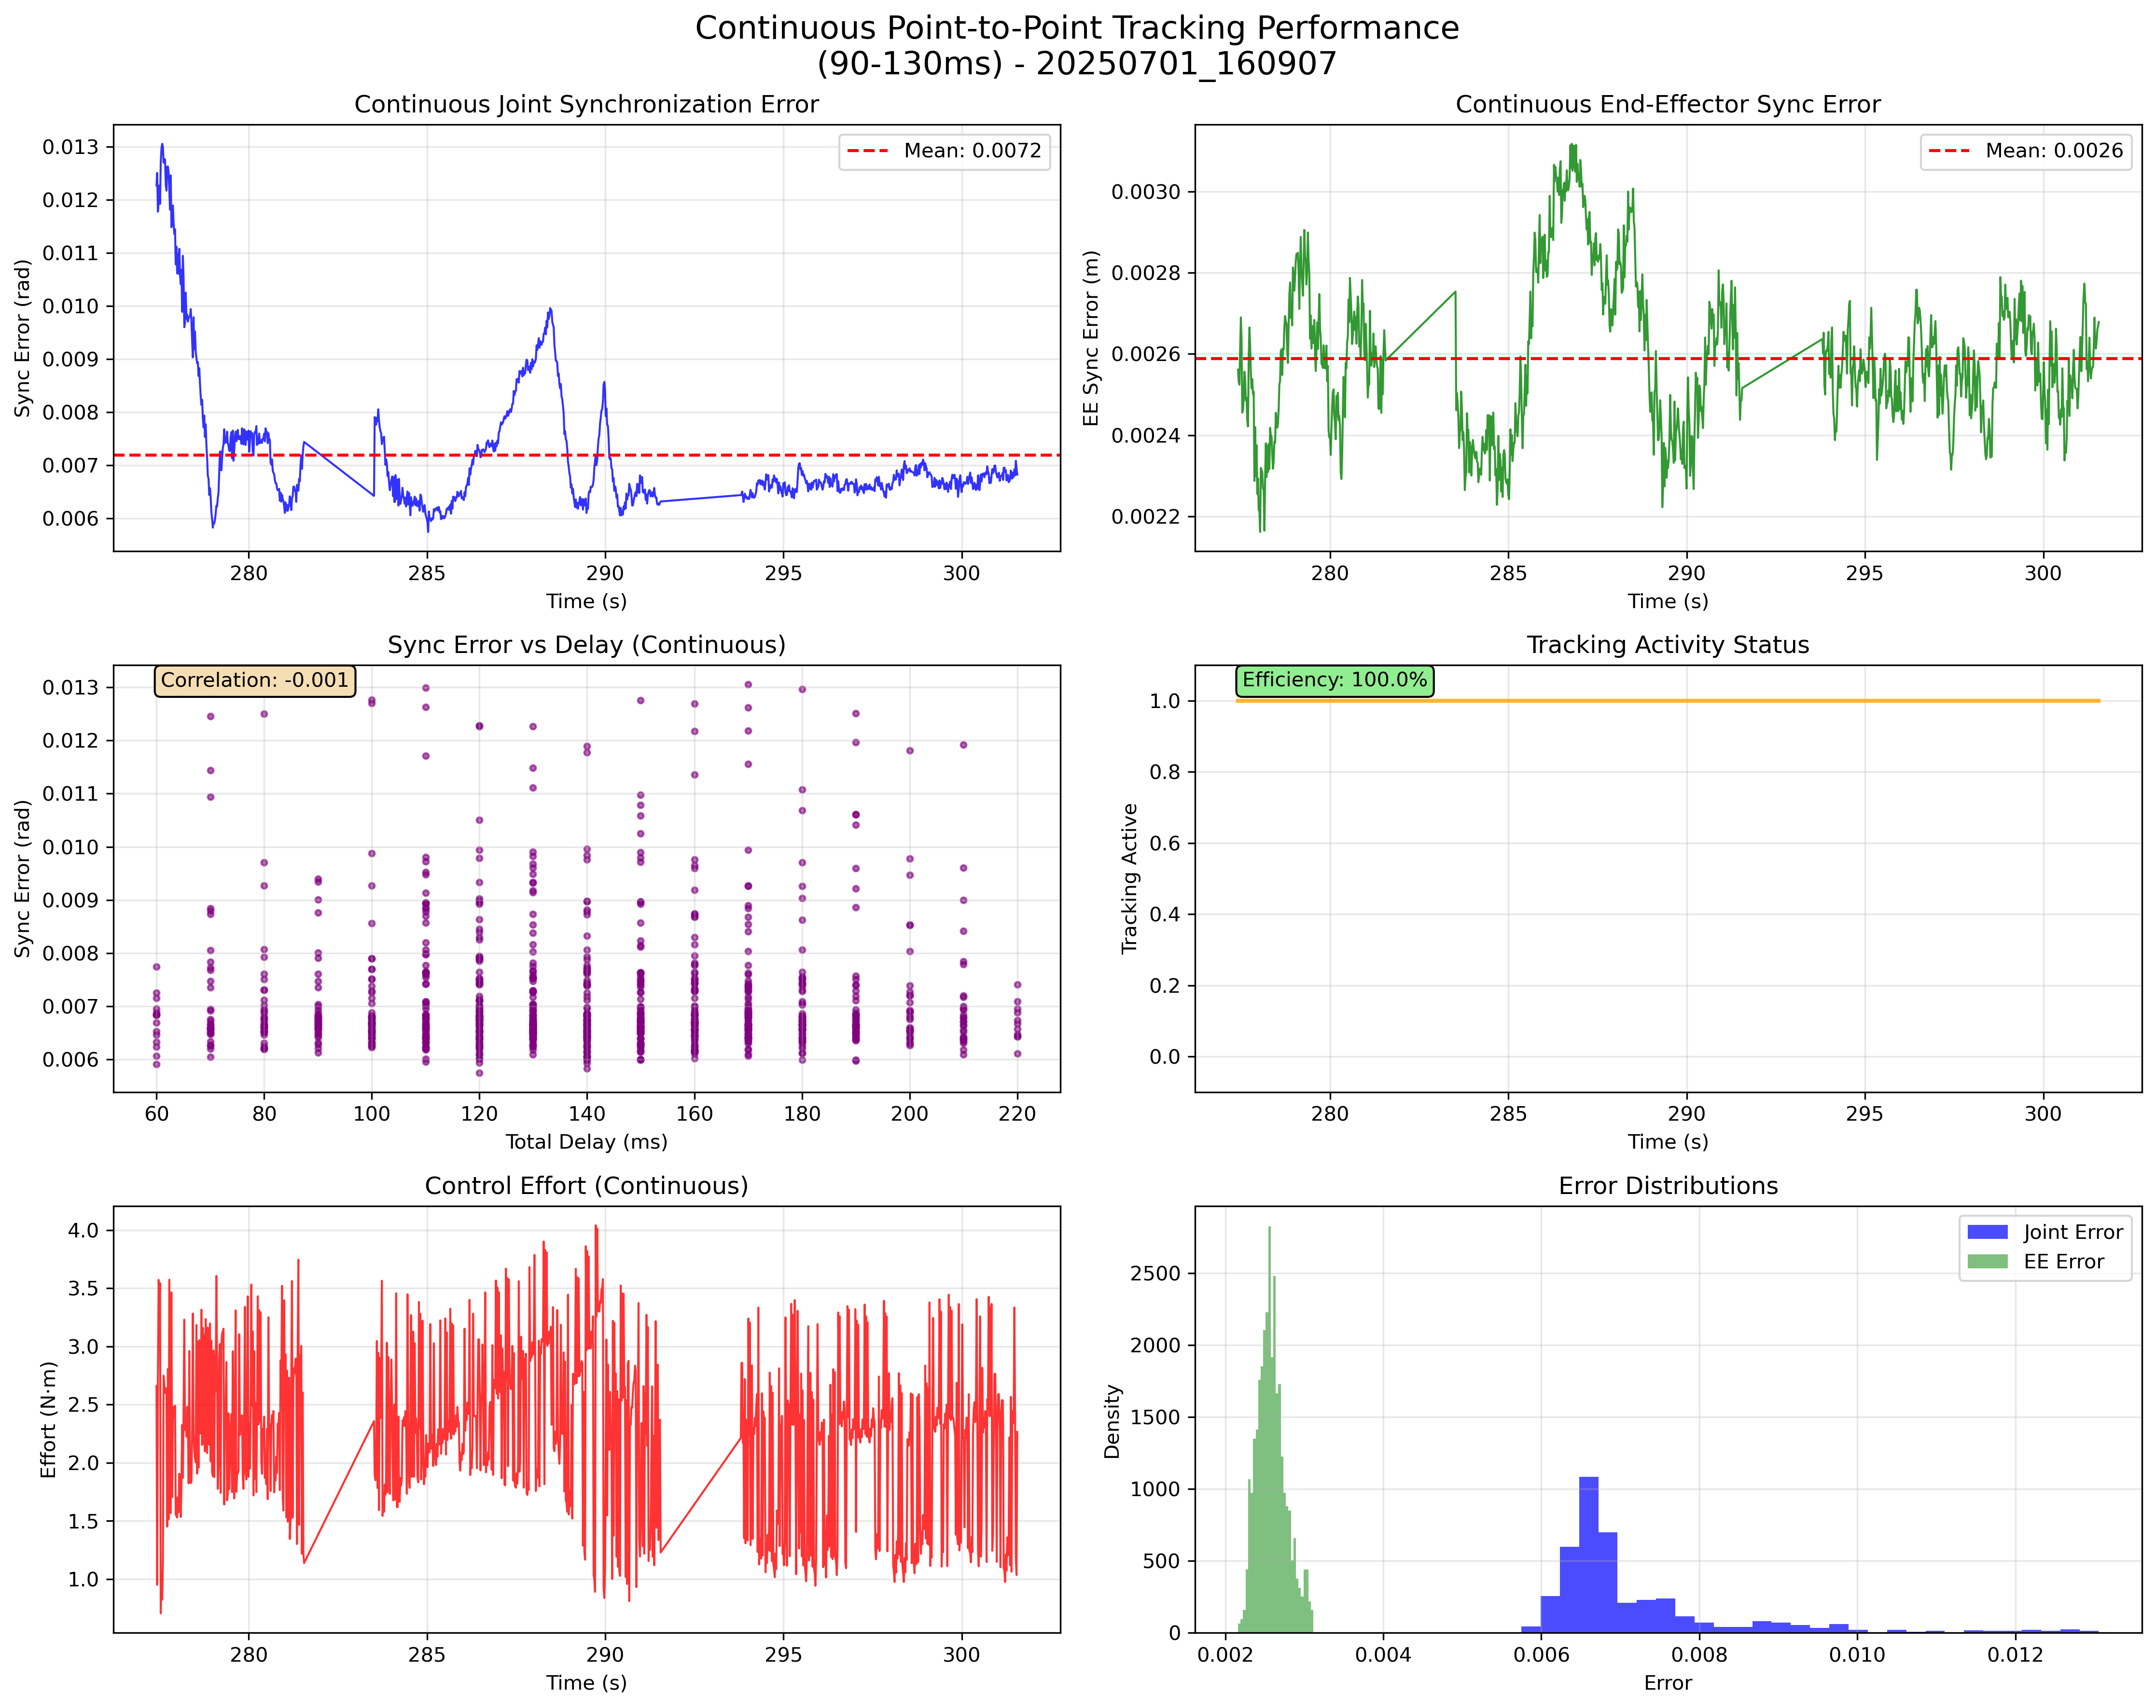 Continuous Point-to-Point Tracking Performance
(90-130ms) - 20250701_160907
Continuous Joint Synchronization Error
Sync Error (rad)
0.013
0.012
0.011
0.010
0.009
0.008
0.007
0.006
Mean: 0.0072
280 285 290 295 300
Time (s)
Continuous End-Effector Sync Error
EE Sync Error (m)
0.0030
0.0028
0.0026
0.0024
0.0022
Mean: 0.0026
280 285 290 295 300
Time (s)
Sync Error vs Delay (Continuous)
Correlation: -0.001
Sync Error (rad)
0.013
0.012
0.011
0.010
0.009
0.008
0.007
0.006
60 80 100 120 140 160 180 200 220
Total Delay (ms)
Tracking Activity Status
Efficiency: 100.0%
Tracking Active
1.0
0.8
0.6
0.4
0.2
0.0
280 285 290 295 300
Time (s)
Control Effort (Continuous)
Effort (N·m)
4.0
3.5
3.0
2.5
2.0
1.5
1.0
280 285 290 295 300
Time (s)
Error Distributions
Joint Error
EE Error
Density
2500
2000
1500
1000
500
0
0.002 0.004 0.006 0.008 0.010 0.012
Error